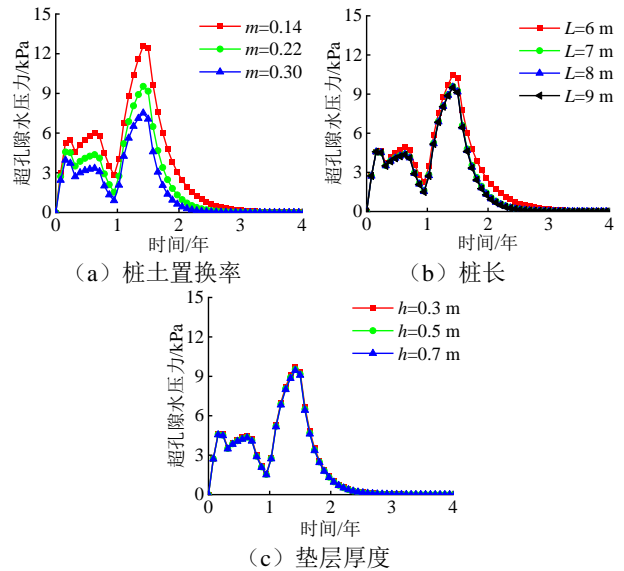 15
12
9
6
3
0
超孔隙水压力/kPa
m=0.14
m=0.22
m=0.30
0 1 2 3 4
时间/年
(a)桩土置换率
15
12
9
6
3
0
超孔隙水压力/kPa
L=6 m
L=7 m
L=8 m
L=9 m
0 1 2 3 4
时间/年
(b)桩长
15
12
9
6
3
0
超孔隙水压力/kPa
h=0.3 m
h=0.5 m
h=0.7 m
0 1 2 3 4
时间/年
(c)垫层厚度